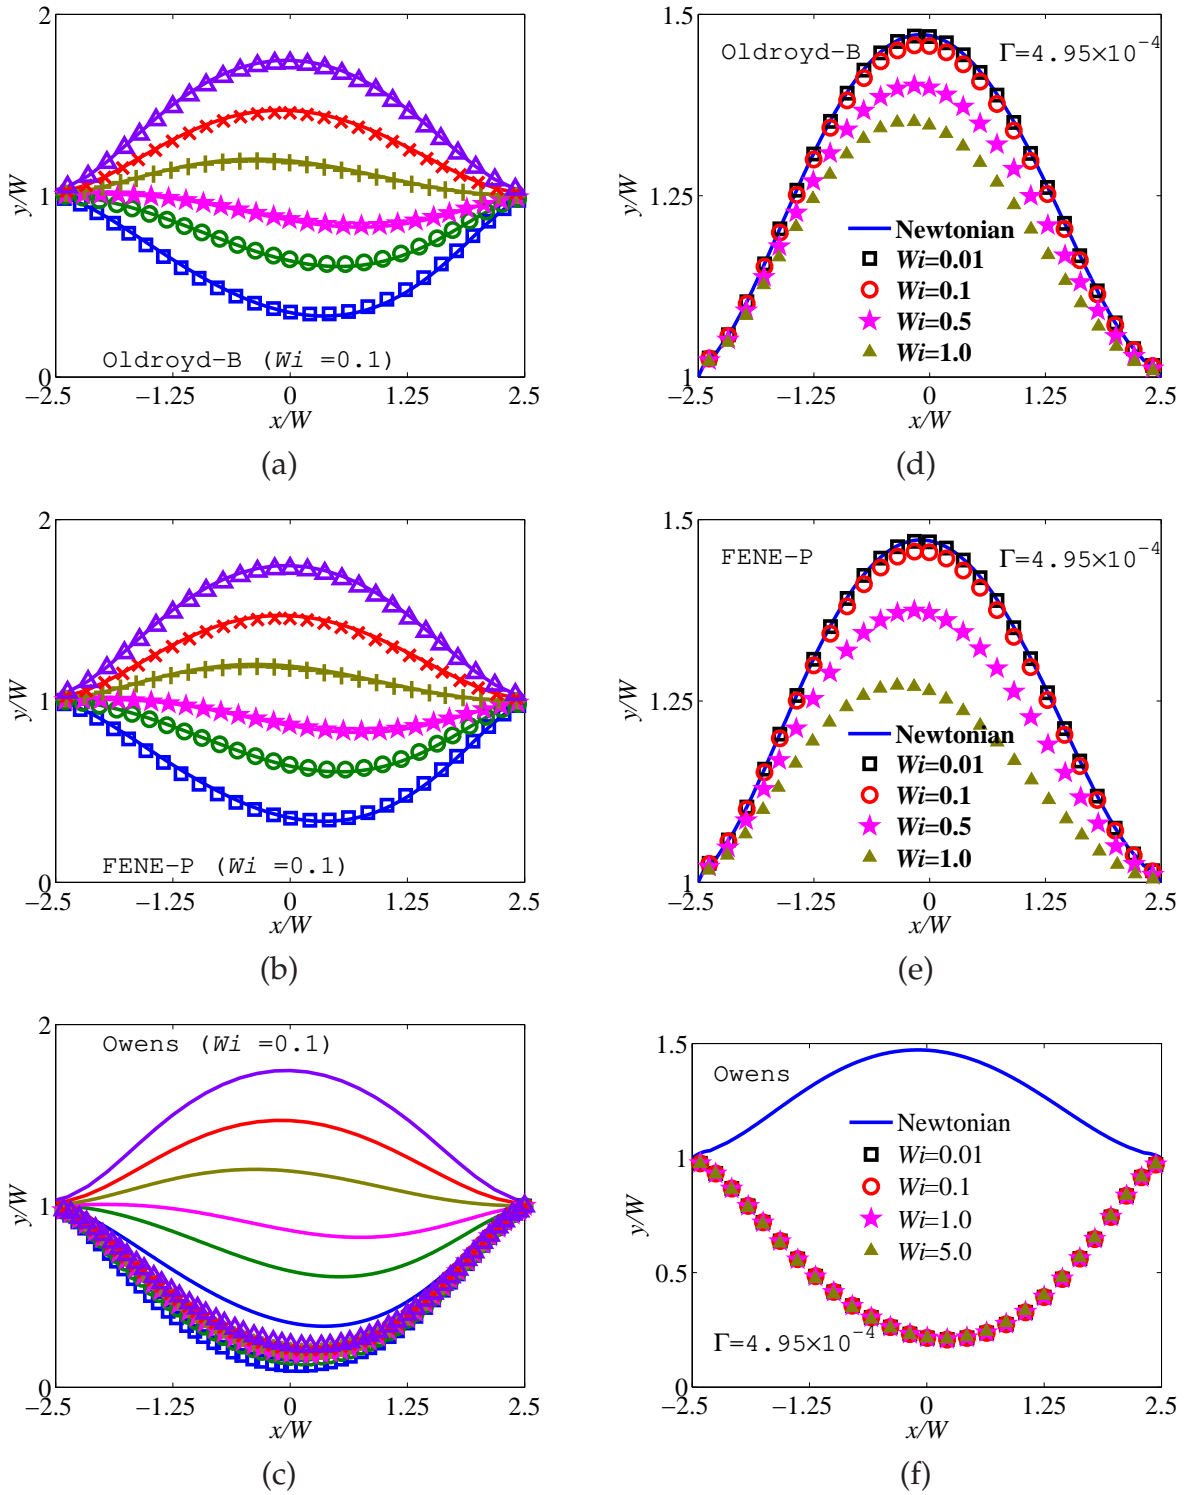 2
y/W
1
0
Oldroyd−B (Wi =0.1)
−2.5 −1.25 0 1.25 2.5
x/W
(a)
1.5
Oldroyd−B Γ=4.95×10⁻⁴
y/W
1.25
1
Newtonian
Wi=0.01
Wi=0.1
Wi=0.5
Wi=1.0
−2.5 −1.25 0 1.25 2.5
x/W
(d)
2
y/W
1
0
FENE−P (Wi =0.1)
−2.5 −1.25 0 1.25 2.5
x/W
(b)
1.5
FENE−P Γ=4.95×10⁻⁴
y/W
1.25
1
Newtonian
Wi=0.01
Wi=0.1
Wi=0.5
Wi=1.0
−2.5 −1.25 0 1.25 2.5
x/W
(e)
2
Owens (Wi =0.1)
y/W
1
0
−2.5 −1.25 0 1.25 2.5
x/W
(c)
1.5
Owens
1
y/W
0.5
0
Newtonian
Wi=0.01
Wi=0.1
Wi=1.0
Wi=5.0
Γ=4.95×10⁻⁴
−2.5 −1.25 0 1.25 2.5
x/W
(f)